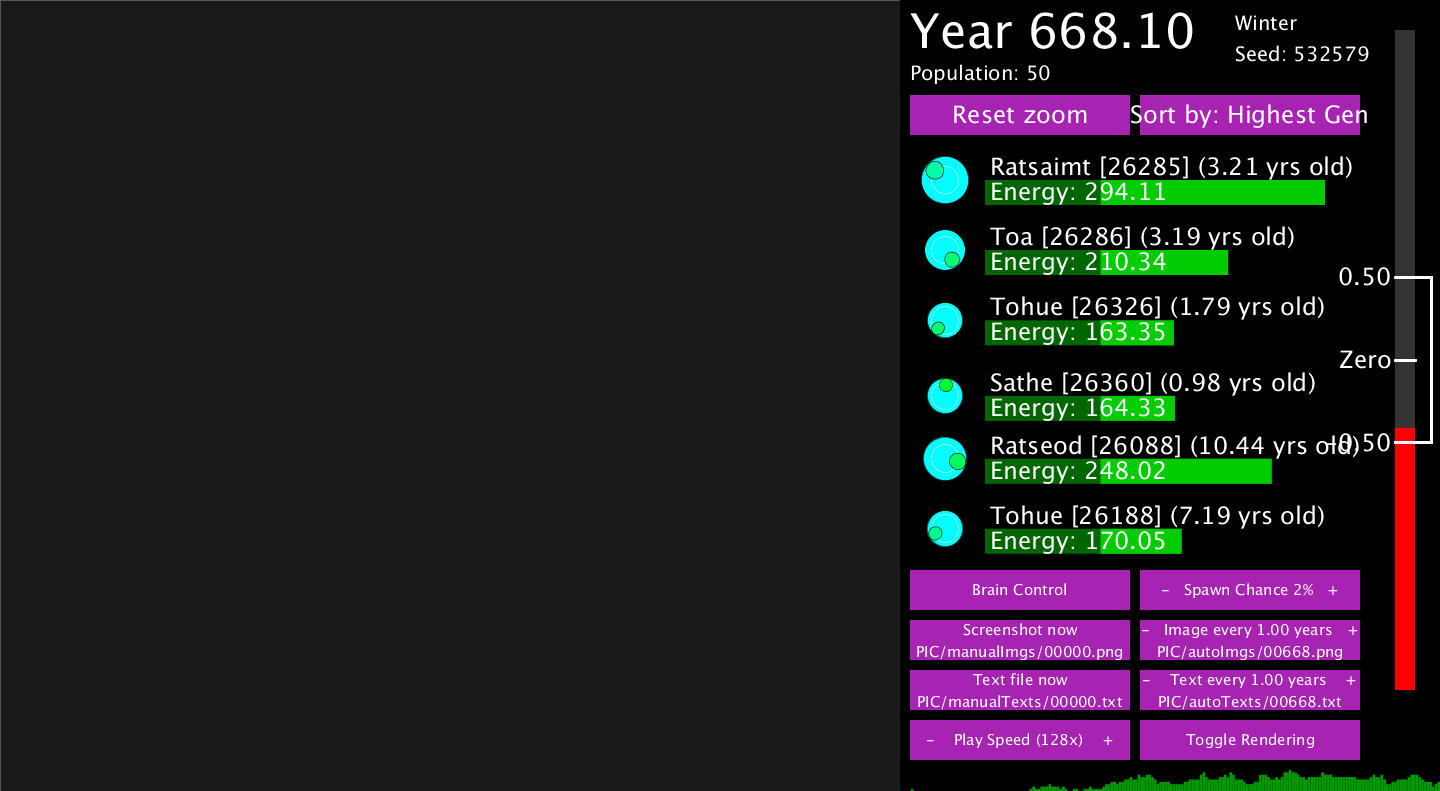 Year 668.10
Winter
Seed: 532579
Population: 50
Reset zoom
Sort by: Highest Gen
Ratsaimt [26285] (3.21 yrs old)
Energy: 294.11
Toa [26286] (3.19 yrs old)
Energy: 210.34
0.50
Tohue [26326] (1.79 yrs old)
Energy: 163.35
Zero
Sathe [26360] (0.98 yrs old)
Energy: 164.33
Ratseod [26088] (10.44 yrs old)
-0.50
Energy: 248.02
Tohue [26188] (7.19 yrs old)
Energy: 170.05
Brain Control
- Spawn Chance 2% +
Screenshot now
PIC/manualImgs/00000.png
- Image every 1.00 years +
PIC/autoImgs/00668.png
Text file now
PIC/manualTexts/00000.txt
- Text every 1.00 years +
PIC/autoTexts/00668.txt
- Play Speed (128x) +
Toggle Rendering